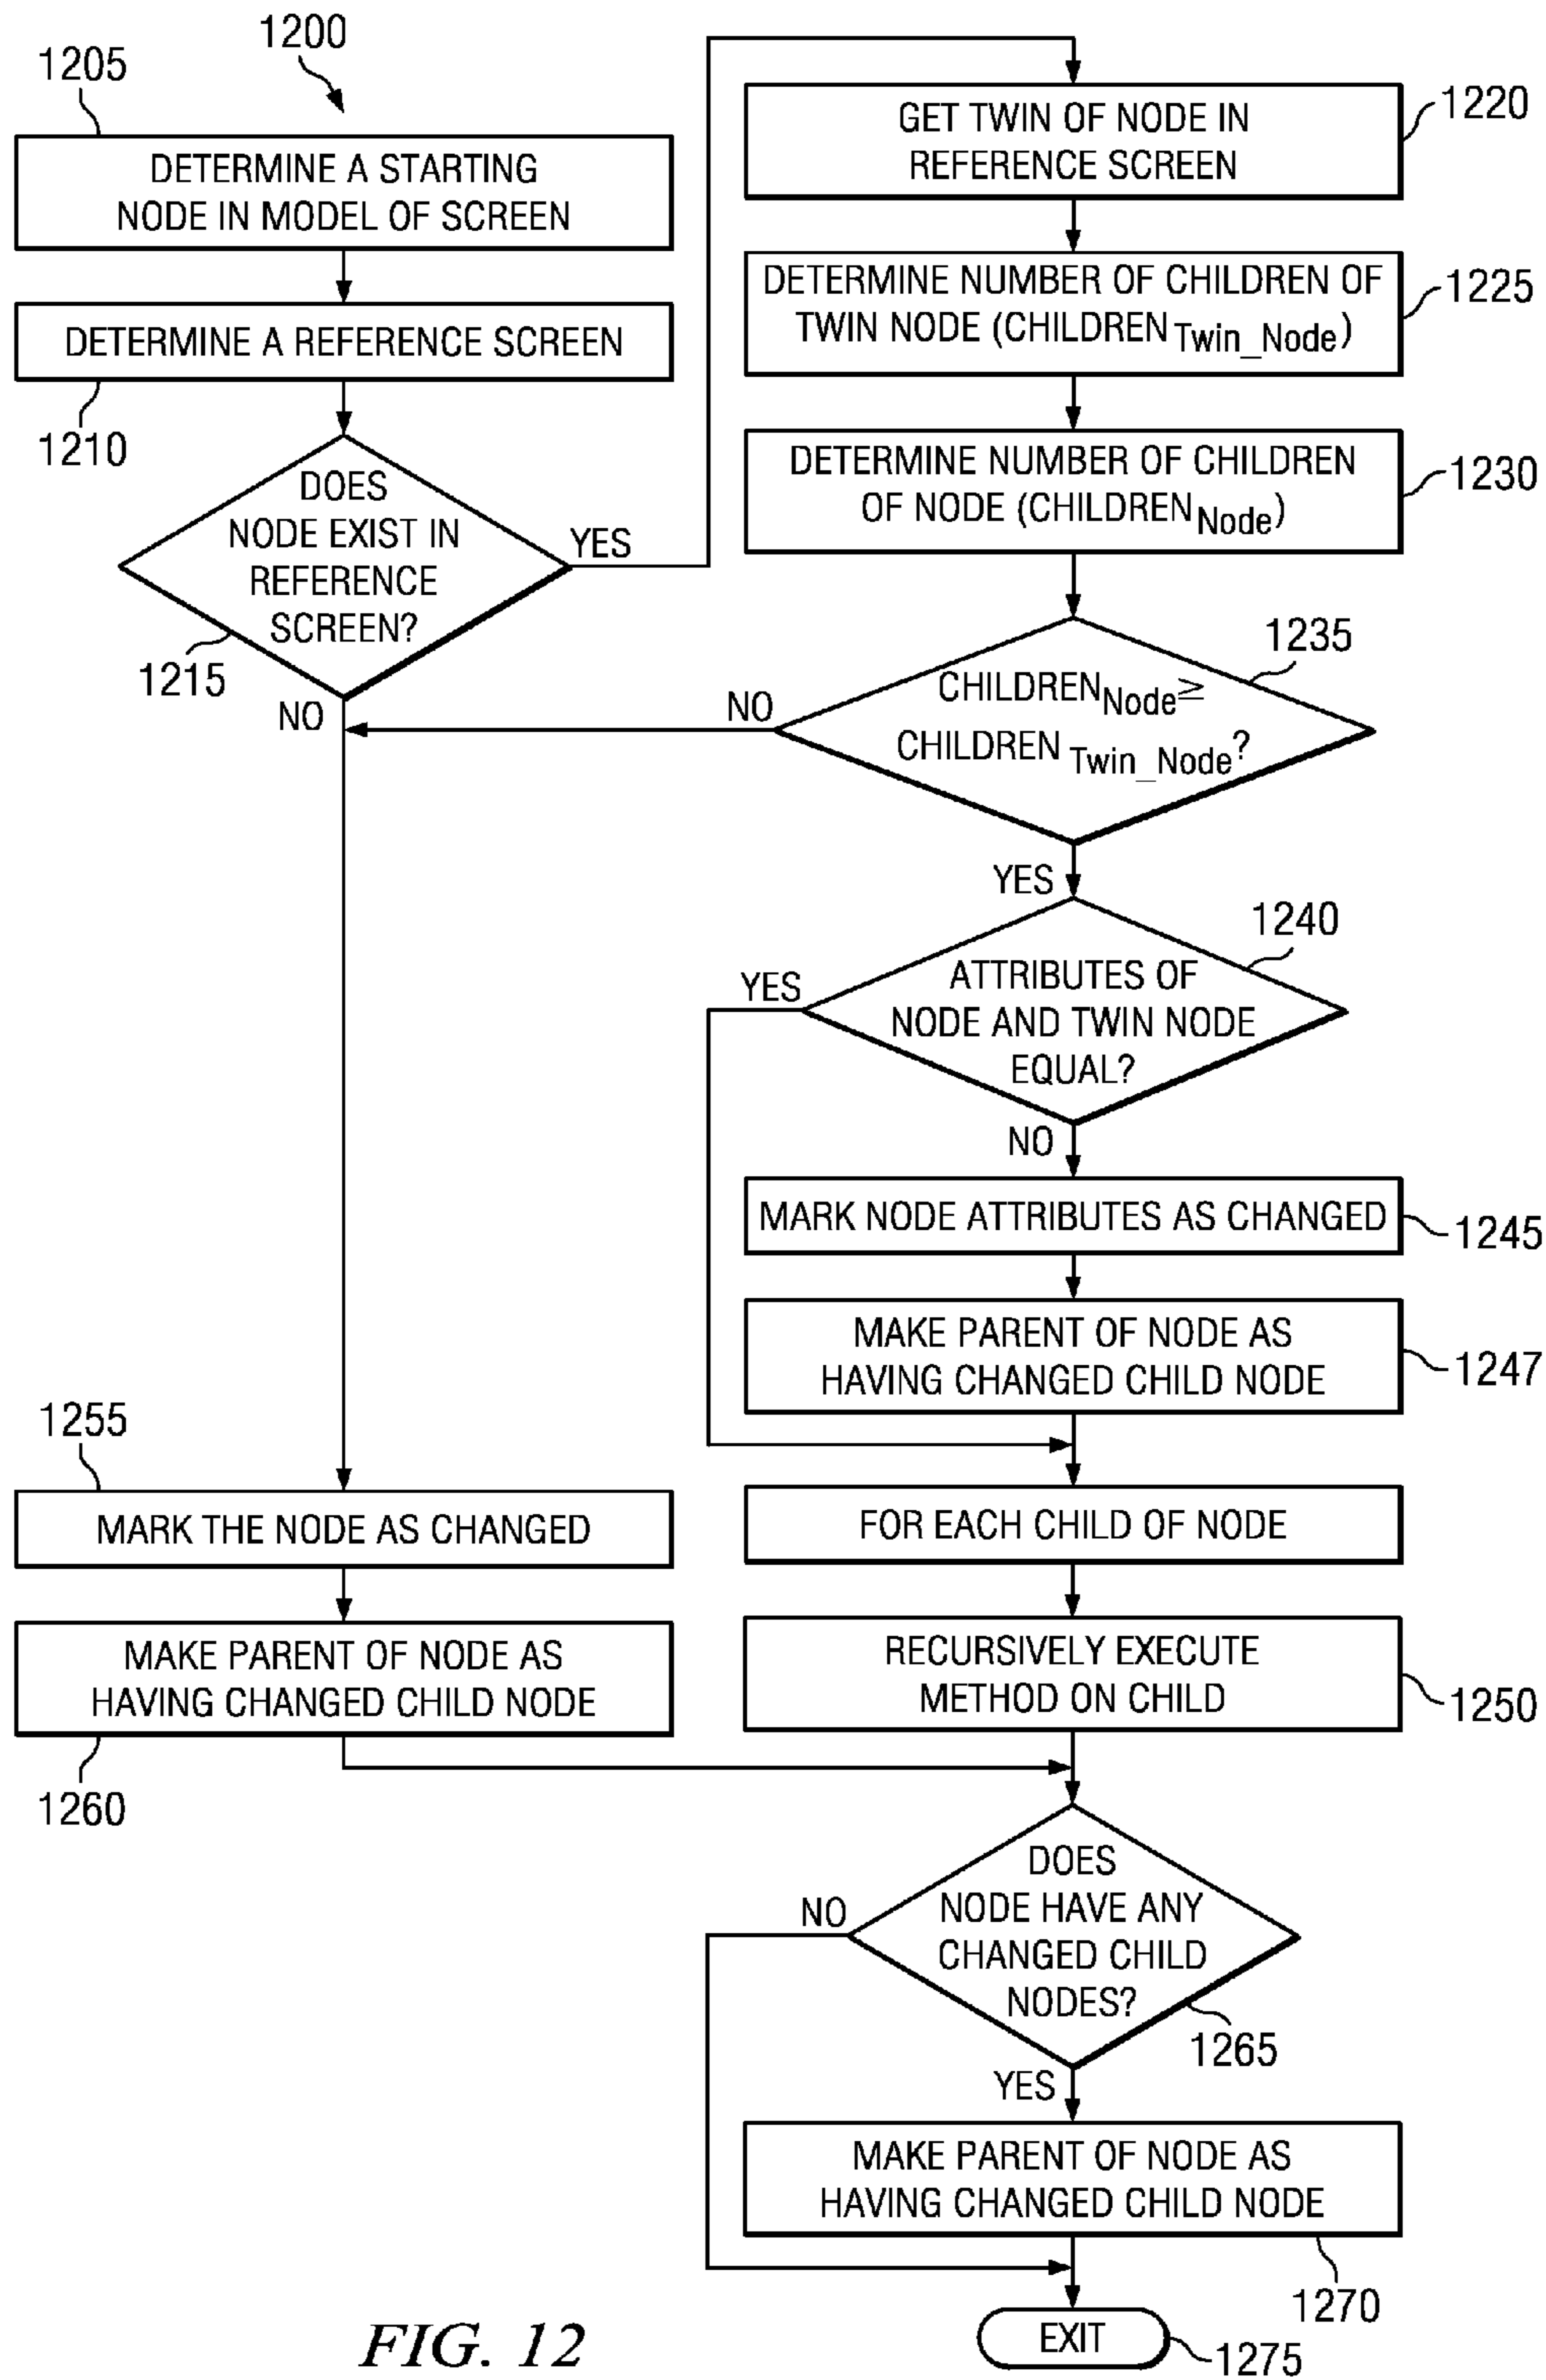 1200
1205
DETERMINE A STARTING
NODE IN MODEL OF SCREEN
DETERMINE A REFERENCE SCREEN
1210
DOES
NODE EXIST IN
REFERENCE
SCREEN?
1215
YES
NO
GET TWIN OF NODE IN
REFERENCE SCREEN
1220
DETERMINE NUMBER OF CHILDREN OF
TWIN NODE (CHILDREN Twin_Node)
1225
DETERMINE NUMBER OF CHILDREN
OF NODE (CHILDREN Node)
1230
1235
CHILDREN Node ≥
CHILDREN Twin_Node?
NO
YES
1240
ATTRIBUTES OF
NODE AND TWIN NODE
EQUAL?
YES
NO
MARK NODE ATTRIBUTES AS CHANGED
1245
MAKE PARENT OF NODE AS
HAVING CHANGED CHILD NODE
1247
1255
MARK THE NODE AS CHANGED
FOR EACH CHILD OF NODE
MAKE PARENT OF NODE AS
HAVING CHANGED CHILD NODE
1260
RECURSIVELY EXECUTE
METHOD ON CHILD
1250
DOES
NODE HAVE ANY
CHANGED CHILD
NODES?
1265
NO
YES
MAKE PARENT OF NODE AS
HAVING CHANGED CHILD NODE
1270
EXIT
1275
FIG. 12